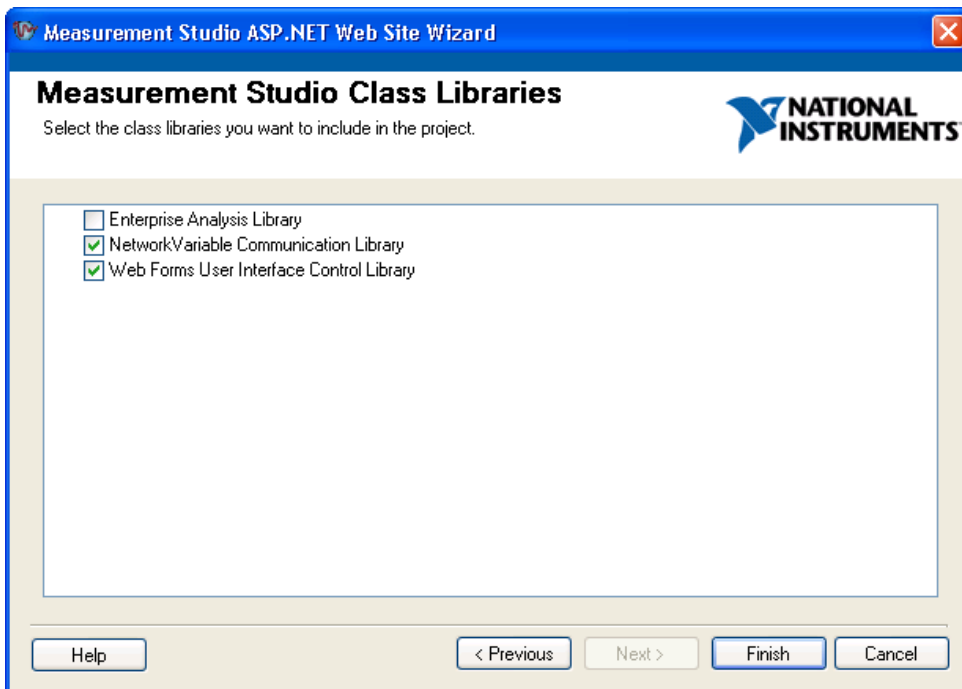 Measurement Studio ASP.NET Web Site Wizard
Measurement Studio Class Libraries
Select the class libraries you want to include in the project.
NATIONAL
INSTRUMENTS
Enterprise Analysis Library
NetworkVariable Communication Library
Web Forms User Interface Control Library
Help
< Previous
Next >
Finish
Cancel